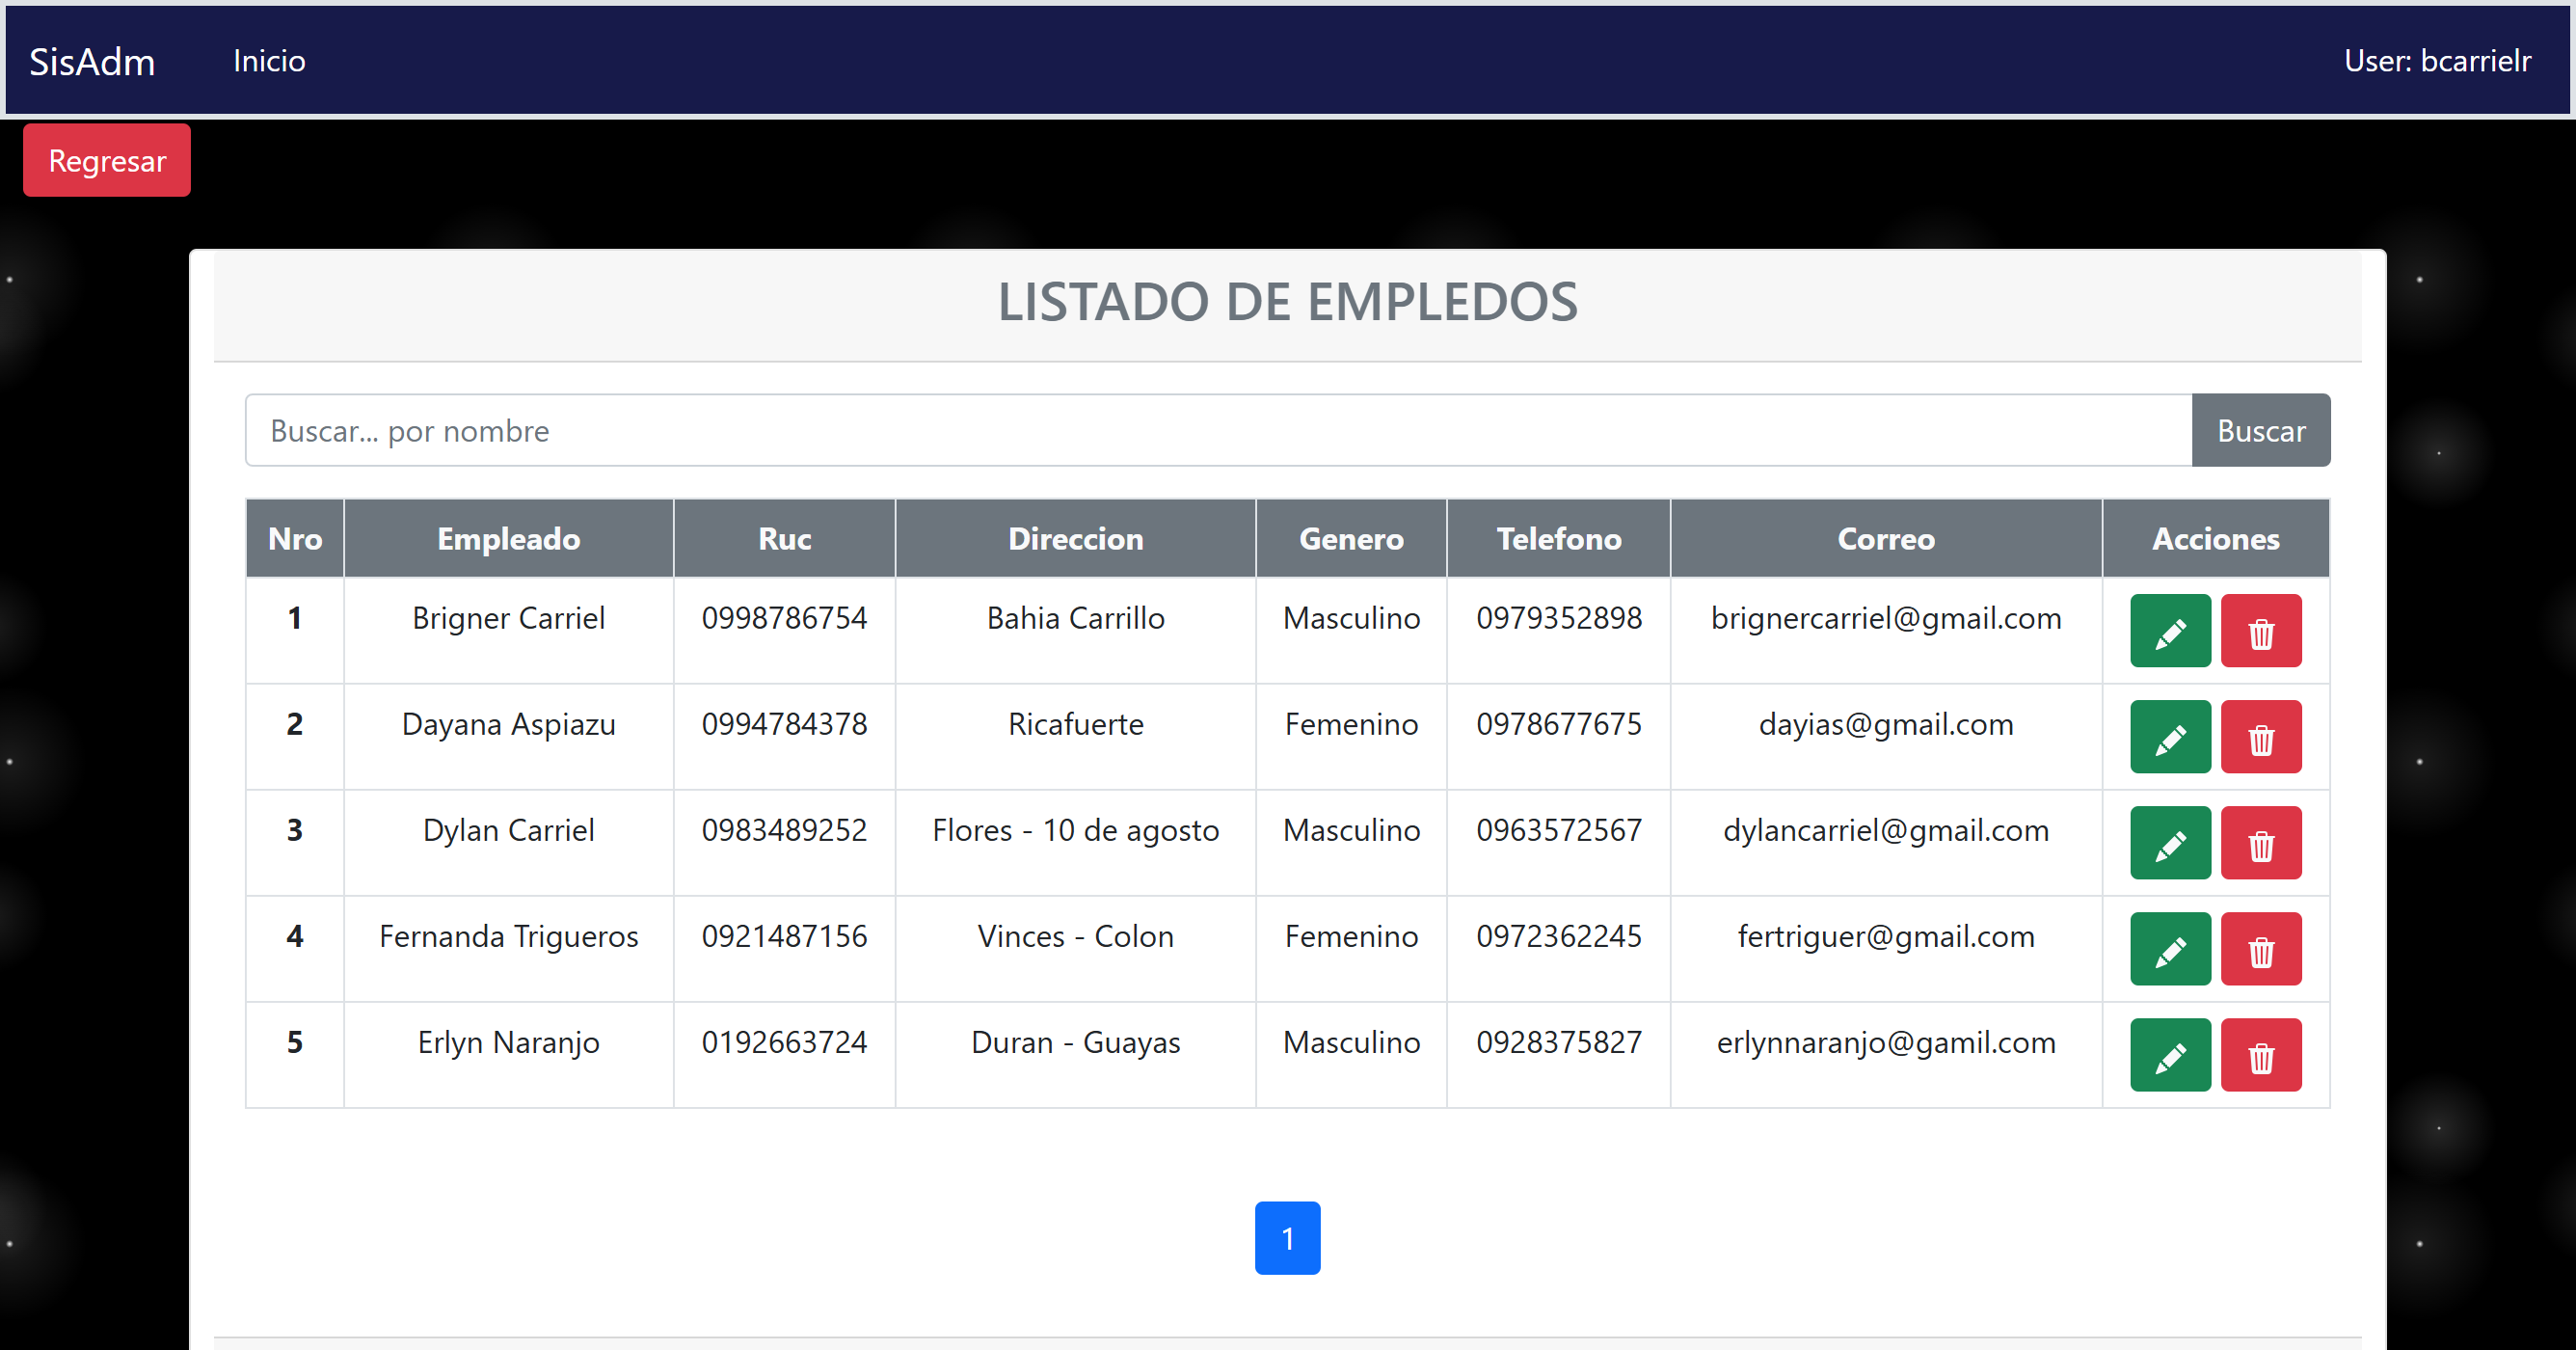 SisAdm Inicio User: bcarrielr
Regresar
LISTADO DE EMPLEDOS
Buscar... por nombre Buscar
Nro Empleado Ruc Direccion Genero Telefono Correo Acciones
1 Brigner Carriel 0998786754 Bahia Carrillo Masculino 0979352898 brignercarriel@gmail.com
2 Dayana Aspiazu 0994784378 Ricafuerte Femenino 0978677675 dayias@gmail.com
3 Dylan Carriel 0983489252 Flores - 10 de agosto Masculino 0963572567 dylancarriel@gmail.com
4 Fernanda Trigueros 0921487156 Vinces - Colon Femenino 0972362245 fertriguer@gmail.com
5 Erlyn Naranjo 0192663724 Duran - Guayas Masculino 0928375827 erlynnaranjo@gamil.com
1